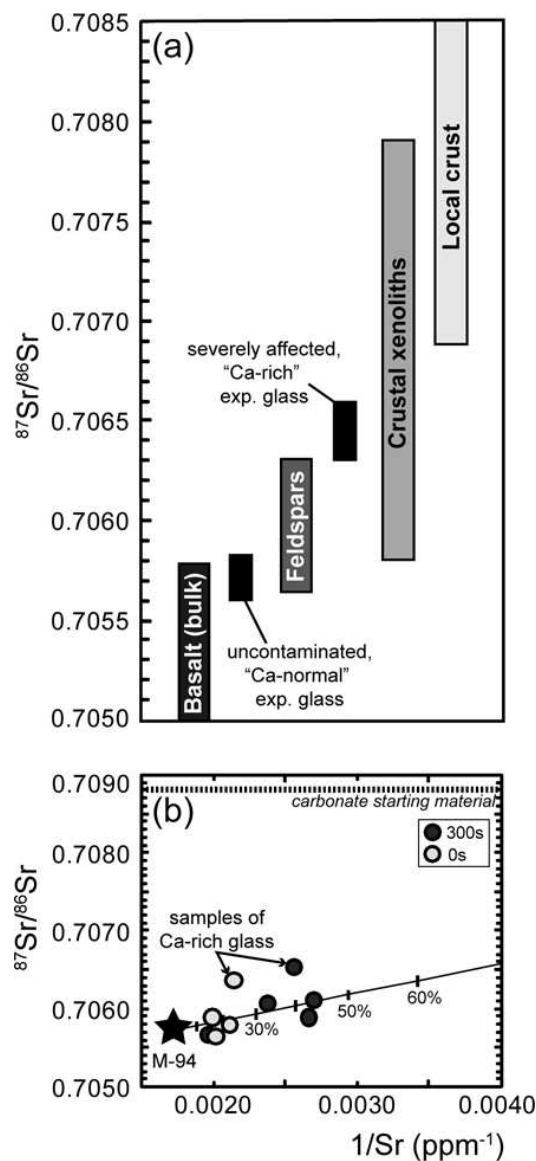 (a)
0.7085
0.7080
0.7075
0.7070
0.7065
0.7060
0.7055
0.7050
87Sr/86Sr
Local crust
Crustal xenoliths
severely affected,
“Ca-rich”
exp. glass
Feldspars
Basalt (bulk)
uncontaminated,
“Ca-normal”
exp. glass
(b)
0.7090
0.7080
0.7070
0.7060
0.7050
87Sr/86Sr
carbonate starting material
300s
0s
samples of
Ca-rich glass
30%
50%
60%
M-94
0.0020
0.0030
0.0040
1/Sr (ppm-1)